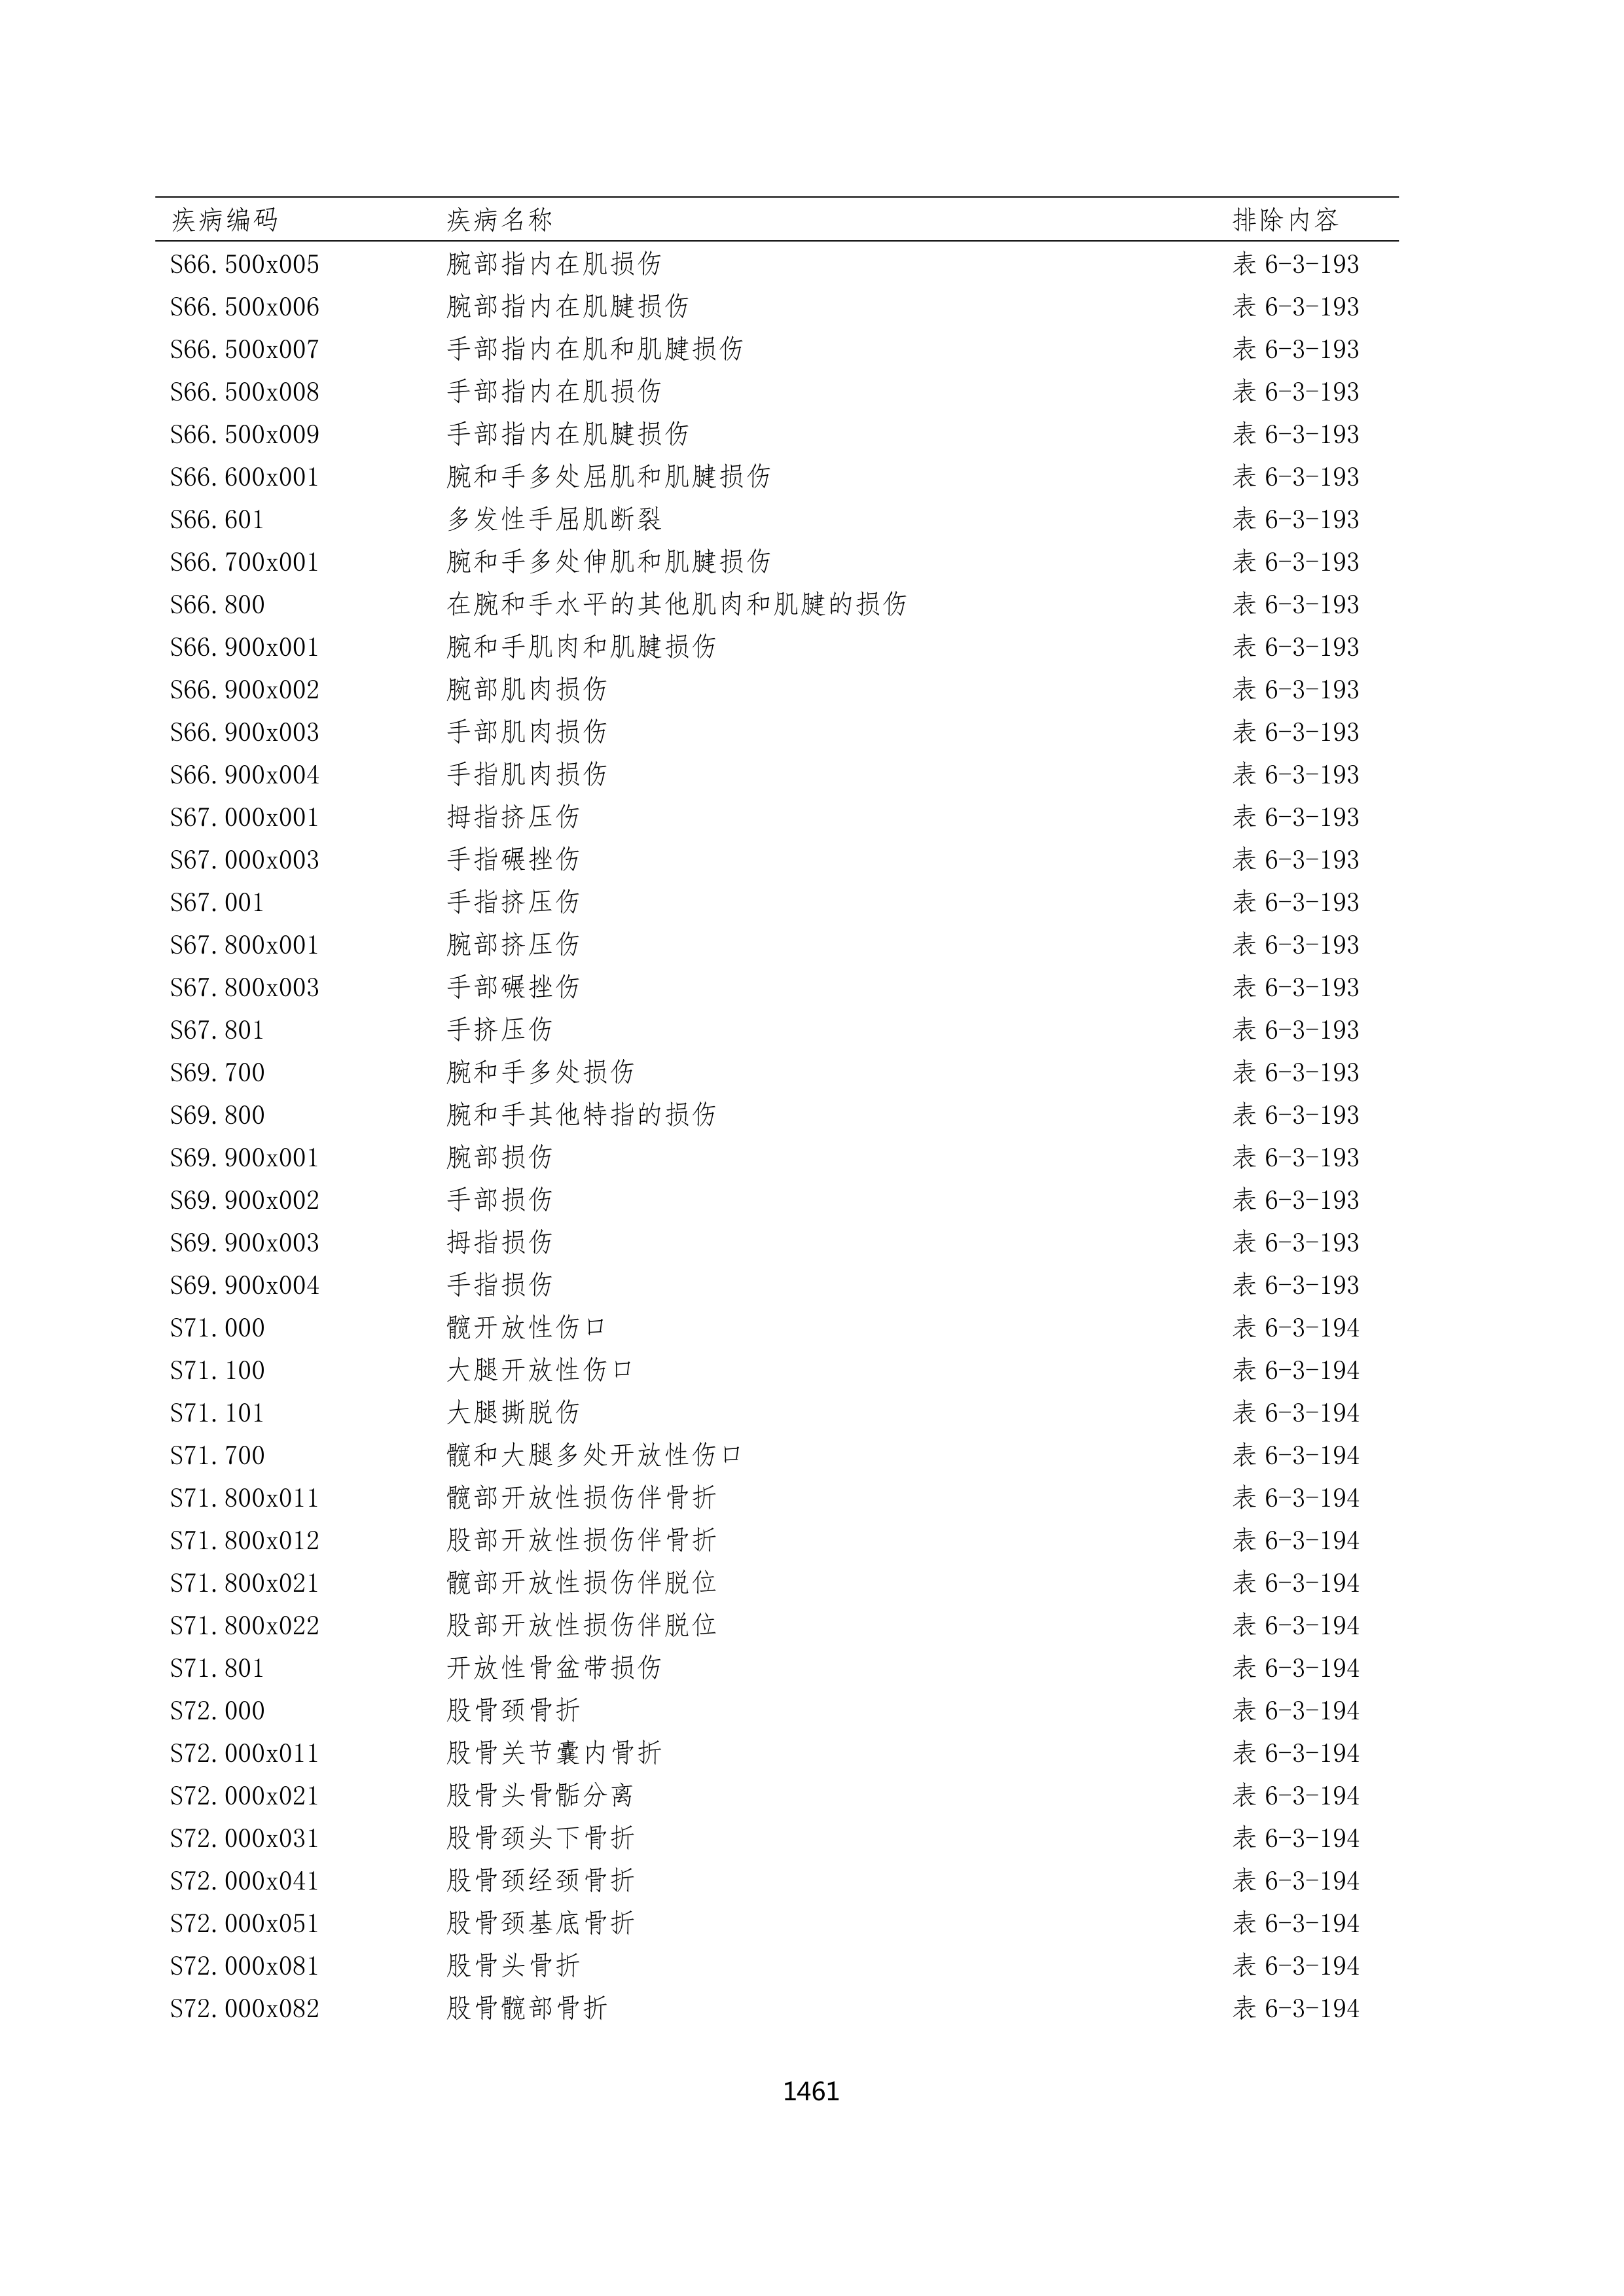 疾病编码 疾病名称 排除内容
S66.500x005 腕部指内在肌损伤 表 6-3-193
S66.500x006 腕部指内在肌腱损伤 表 6-3-193
S66.500x007 手部指内在肌和肌腱损伤 表 6-3-193
S66.500x008 手部指内在肌损伤 表 6-3-193
S66.500x009 手部指内在肌腱损伤 表 6-3-193
S66.600x001 腕和手多处屈肌和肌腱损伤 表 6-3-193
S66.601 多发性手屈肌断裂 表 6-3-193
S66.700x001 腕和手多处伸肌和肌腱损伤 表 6-3-193
S66.800 在腕和手水平的其他肌肉和肌腱的损伤 表 6-3-193
S66.900x001 腕和手肌肉和肌腱损伤 表 6-3-193
S66.900x002 腕部肌肉损伤 表 6-3-193
S66.900x003 手部肌肉损伤 表 6-3-193
S66.900x004 手指肌肉损伤 表 6-3-193
S67.000x001 拇指挤压伤 表 6-3-193
S67.000x003 手指碾挫伤 表 6-3-193
S67.001 手指挤压伤 表 6-3-193
S67.800x001 腕部挤压伤 表 6-3-193
S67.800x003 手部碾挫伤 表 6-3-193
S67.801 手挤压伤 表 6-3-193
S69.700 腕和手多处损伤 表 6-3-193
S69.800 腕和手其他特指的损伤 表 6-3-193
S69.900x001 腕部损伤 表 6-3-193
S69.900x002 手部损伤 表 6-3-193
S69.900x003 拇指损伤 表 6-3-193
S69.900x004 手指损伤 表 6-3-193
S71.000 髋开放性伤口 表 6-3-194
S71.100 大腿开放性伤口 表 6-3-194
S71.101 大腿撕脱伤 表 6-3-194
S71.700 髋和大腿多处开放性伤口 表 6-3-194
S71.800x011 髋部开放性损伤伴骨折 表 6-3-194
S71.800x012 股部开放性损伤伴骨折 表 6-3-194
S71.800x021 髋部开放性损伤伴脱位 表 6-3-194
S71.800x022 股部开放性损伤伴脱位 表 6-3-194
S71.801 开放性骨盆带损伤 表 6-3-194
S72.000 股骨颈骨折 表 6-3-194
S72.000x011 股骨关节囊内骨折 表 6-3-194
S72.000x021 股骨头骨骺分离 表 6-3-194
S72.000x031 股骨颈头下骨折 表 6-3-194
S72.000x041 股骨颈经颈骨折 表 6-3-194
S72.000x051 股骨颈基底骨折 表 6-3-194
S72.000x081 股骨头骨折 表 6-3-194
S72.000x082 股骨髋部骨折 表 6-3-194
1461